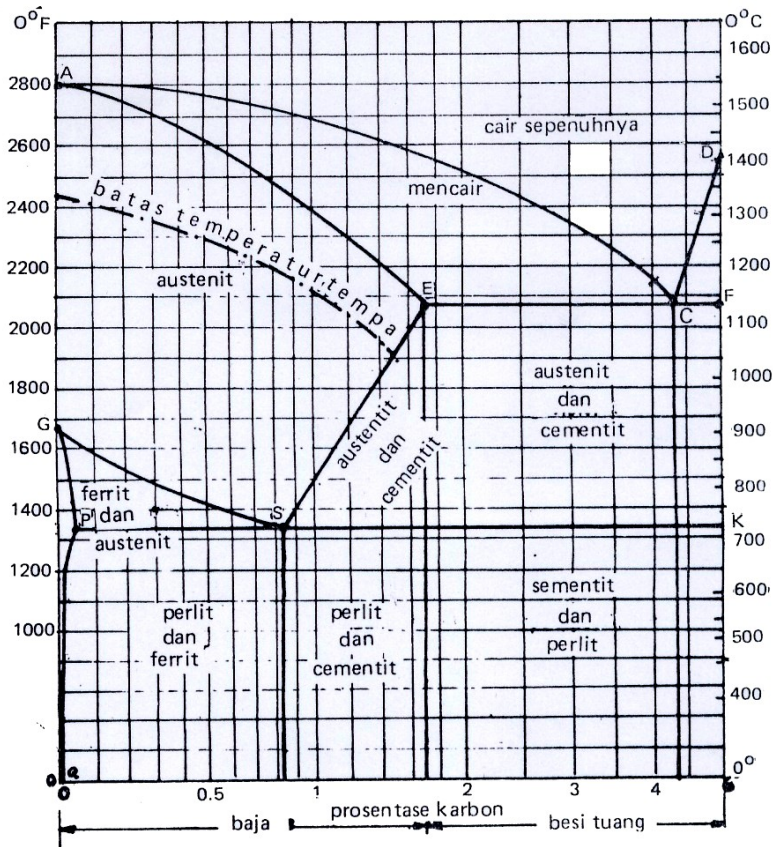 O°F
O°C
1600
A
2800
1500
cair sepenuhnya
2600
D
1400
mencair
batas temperatur tempa
2400
1300
austenit
2200
1200
E
F
2000
C
1100
austenit
dan
cementit
1800
1000
austentit
dan
cementit
G
900
1600
ferrit
dan
austenit
800
1400
P
S
K
700
1200
sementit
dan
perlit
600
perlit
dan
ferrit
perlit
dan
cementit
1000
500
400
0
0°
0
0.5
1
2
3
4
prosentase karbon
baja
besi tuang